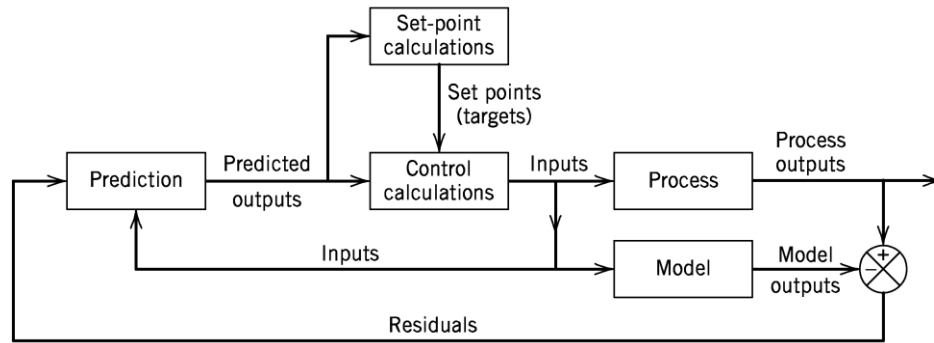 Set-point
calculations
Set points
(targets)
Prediction
Predicted
outputs
Control
calculations
Inputs
Process
Process
outputs
+
−
Inputs
Model
Model
outputs
Residuals